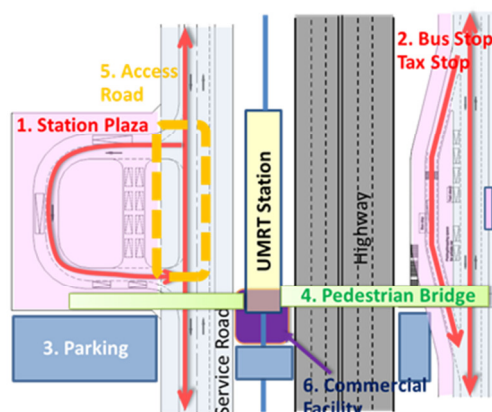 2. Bus Stop
Tax Stop
5. Access
Road
1. Station Plaza
UMRT Station
Highway
4. Pedestrian Bridge
3. Parking
Service Road
6. Commercial
Facility